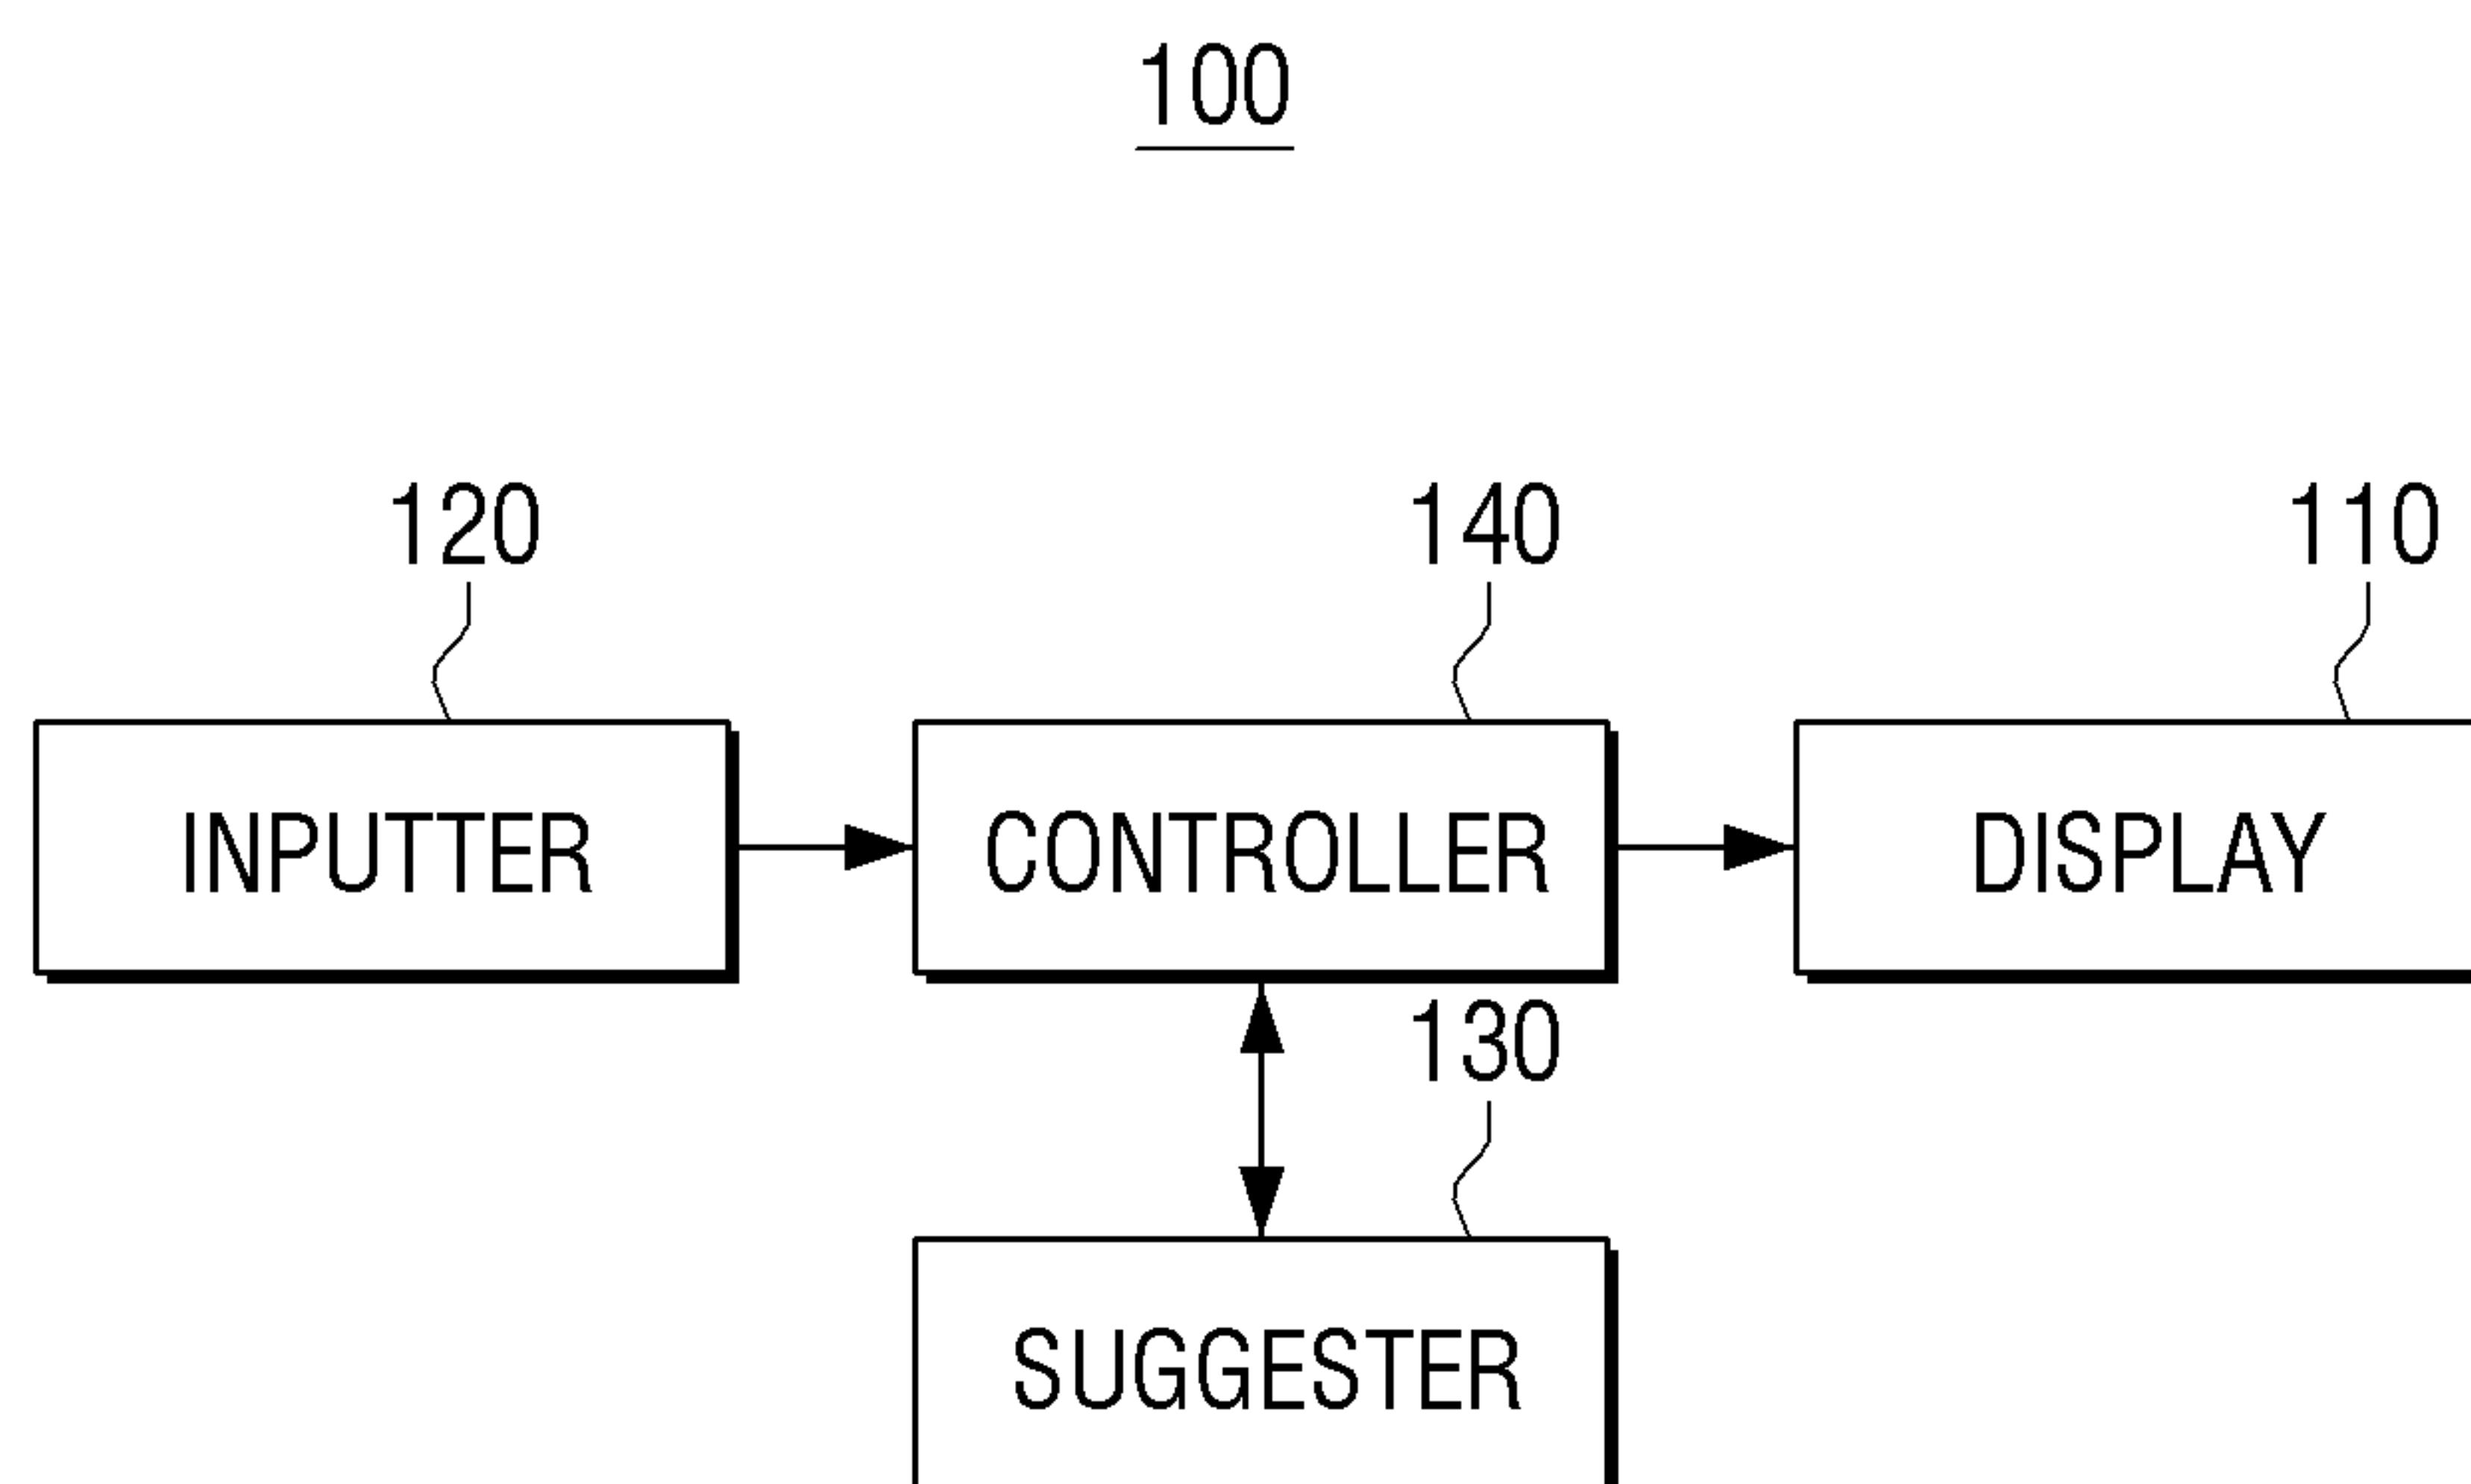 100
120
140
110
INPUTTER
CONTROLLER
DISPLAY
130
SUGGESTER